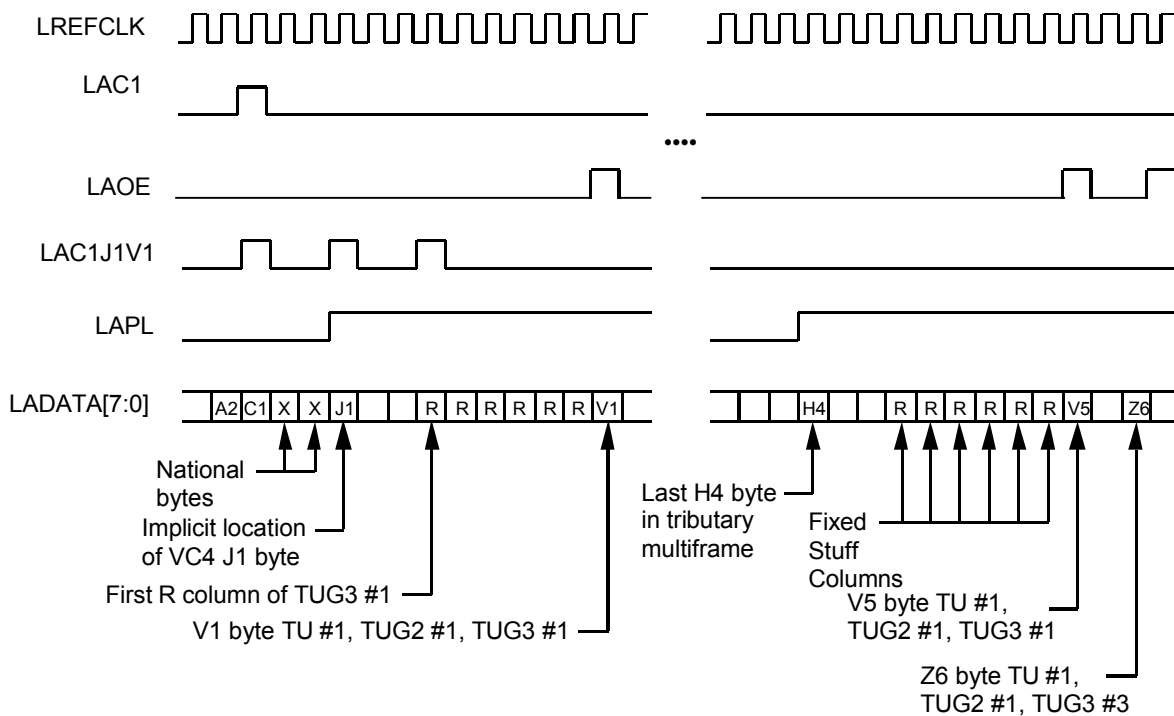 LREFCLK
LAC1
....
LAOE
LAC1J1V1
LAPL
LADATA[7:0]
A2 C1 X X J1 R R R R R R V1
H4 R R R R R R V5 Z6
National
bytes
Implicit location
of VC4 J1 byte
First R column of TUG3 #1
V1 byte TU #1, TUG2 #1, TUG3 #1
Last H4 byte
in tributary
multiframe
Fixed
Stuff
Columns
V5 byte TU #1,
TUG2 #1, TUG3 #1
Z6 byte TU #1,
TUG2 #1, TUG3 #3